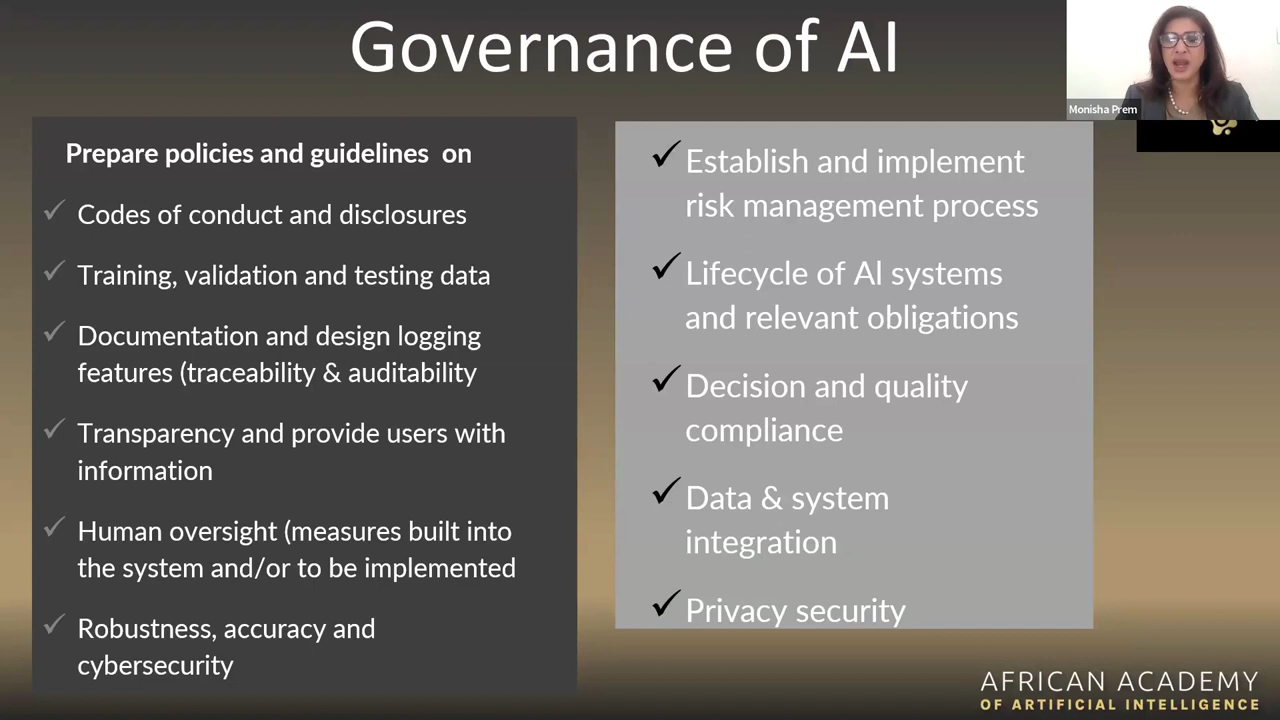 Governance of AI
Monisha Prem
Prepare policies and guidelines on
Codes of conduct and disclosures
Training, validation and testing data
Documentation and design logging
features (traceability & auditability
Transparency and provide users with
information
Human oversight (measures built into
the system and/or to be implemented
Robustness, accuracy and
cybersecurity
Establish and implement
risk management process
Lifecycle of AI systems
and relevant obligations
Decision and quality
compliance
Data & system
integration
Privacy security
AFRICAN ACADEMY
OF ARTIFICIAL INTELLIGENCE